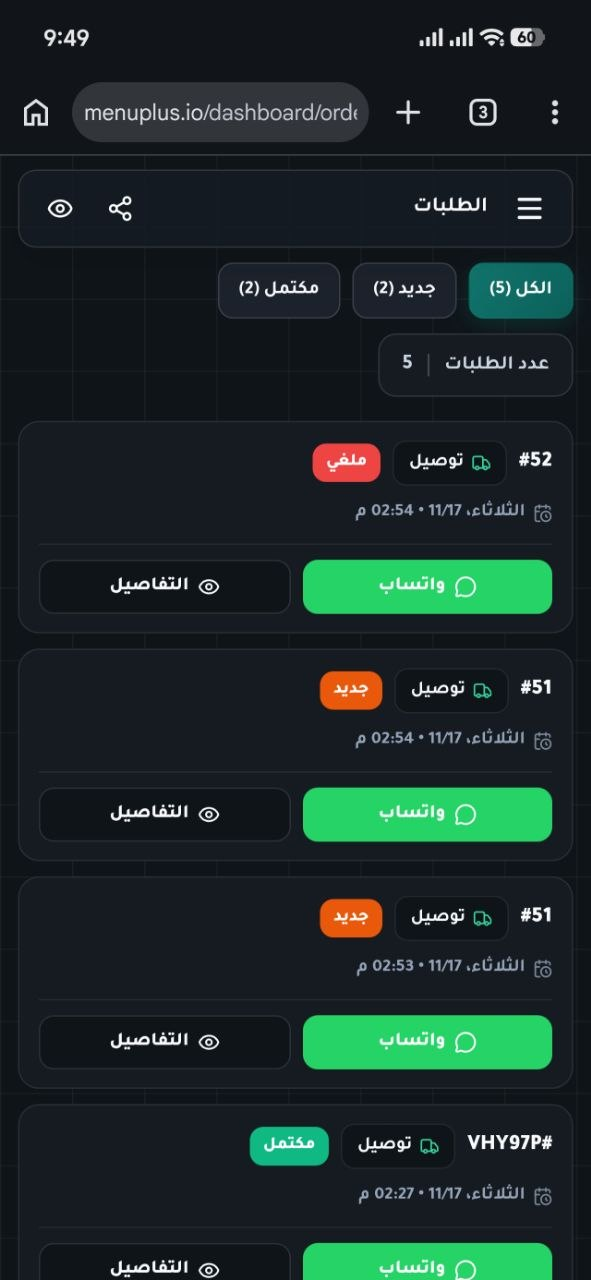 9:49
60
menuplus.io/dashboard/orde
3
الطلبات
الكل (5) جديد (2) مكتمل (2)
عدد الطلبات | 5
#52 توصيل ملغي
الثلاثاء، 11/17 • 02:54 م
واتساب التفاصيل
#51 توصيل جديد
الثلاثاء، 11/17 • 02:54 م
واتساب التفاصيل
#51 توصيل جديد
الثلاثاء، 11/17 • 02:53 م
واتساب التفاصيل
VHY97P# توصيل مكتمل
الثلاثاء، 11/17 • 02:27 م
واتساب التفاصيل